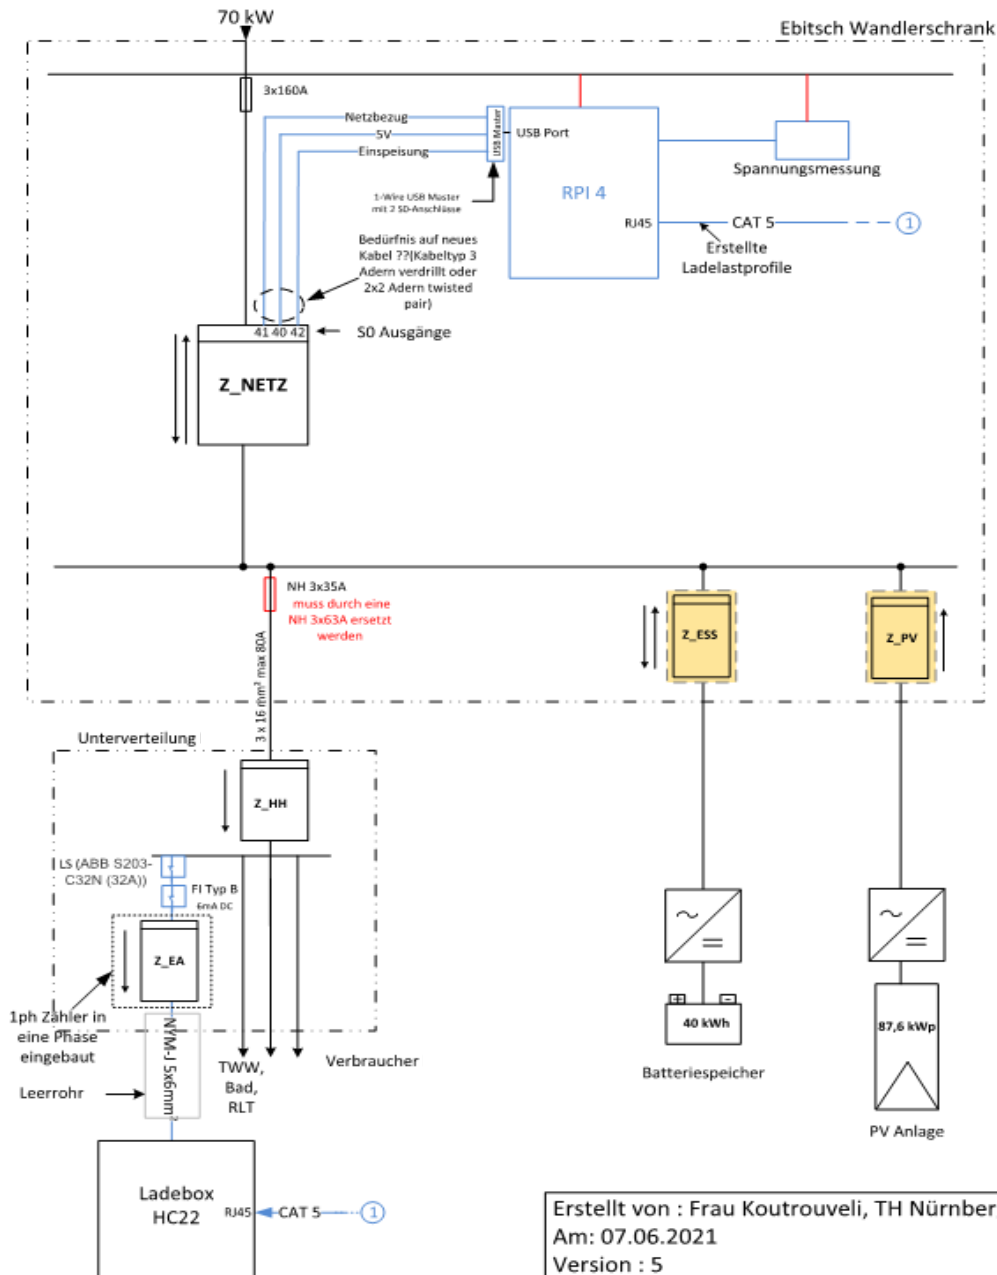 70 kW
Ebitsch Wandlerschrank
3x160A
Netzbezug
5V
Einspeisung
USB Master
USB Port
RPI 4
RJ45
Spannungsmessung
CAT 5
1
Erstellte
Ladelastprofile
1-Wire USB Master
mit 2 S0-Anschlüsse
Bedürfnis auf neues
Kabel ??(Kabeltyp 3
Adern verdrillt oder
2x2 Adern twisted
pair)
41 40 42
S0 Ausgänge
Z_NETZ
NH 3x35A
muss durch eine
NH 3x63A ersetzt
werden
3 x 16 mm² max 80A
Z_ESS
Z_PV
Unterverteilung
Z_HH
LS (ABB S203-
C32N (32A))
FI Typ B
6mA DC
Z_EA
1ph Zähler in
eine Phase
eingebaut
Leerrohr
NYM-J 5x6mm²
TWW,
Bad,
RLT
Verbraucher
40 kWh
Batteriespeicher
87,6 kWp
PV Anlage
Ladebox
HC22
RJ45
CAT 5
1
Erstellt von : Frau Koutrouveli, TH Nürnber
Am: 07.06.2021
Version : 5